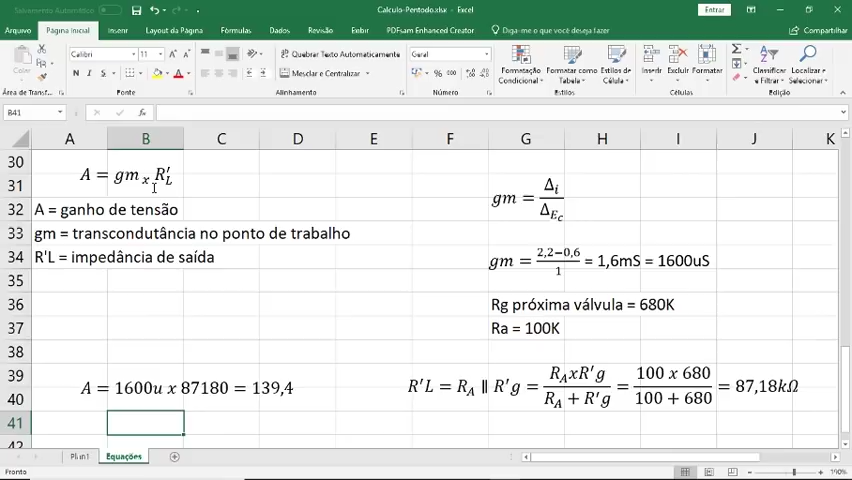 Salvamento Automático
Calculo-Pentodo.xlsx - Excel
Entrar
Arquivo Página Inicial Inserir Layout da Página Fórmulas Dados Revisão Exibir PDFsam Enhanced Creator Diga-me o que você deseja fazer Compartilhar
Colar
Calibri 11
N I S
Quebrar Texto Automaticamente
Mesclar e Centralizar
Geral
Formatação Condicional
Formatar como Tabela
Estilos de Célula
Inserir Excluir Formatar
Classificar e Filtrar
Localizar e Selecionar
Área de Transf... Fonte Alinhamento Número Estilos Células Edição
B41
A B C D E F G H I J K
30
31 A = gm x R'L
gm = Δi / ΔEc
32 A = ganho de tensão
33 gm = transcondutância no ponto de trabalho
34 R'L = impedância de saída
gm = 2,2−0,6 / 1 = 1,6mS = 1600uS
35
36 Rg próxima válvula = 680K
37 Ra = 100K
38
39
40 A = 1600u x 87180 = 139,4
R'L = RA ∥ R'g = RAxR'g / RA + R'g = 100 x 680 / 100 + 680 = 87,18kΩ
41
42
Plan1 Equações
Pronto
190%